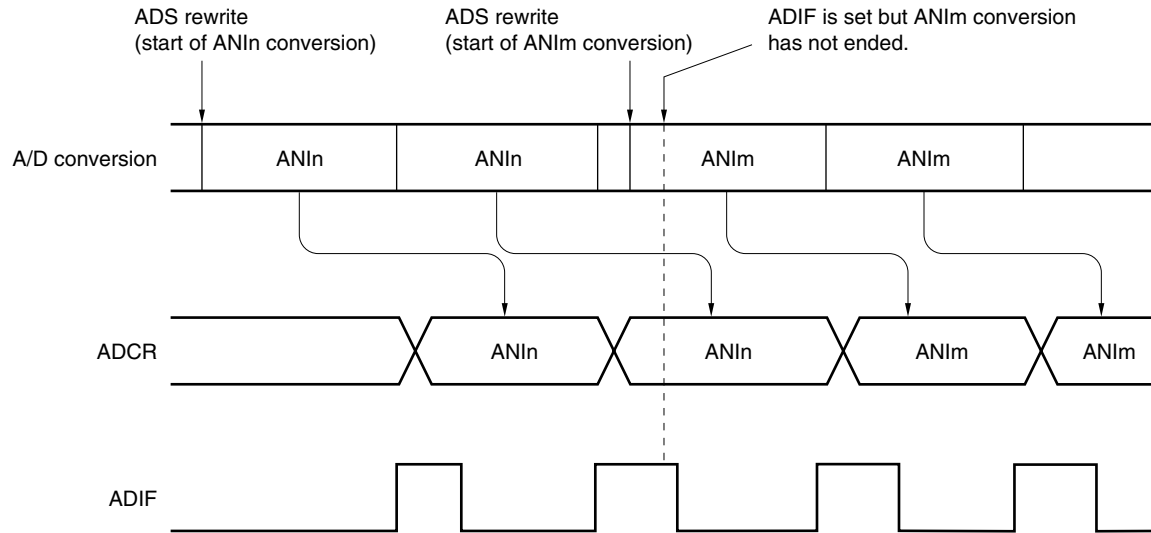 ADS rewrite
(start of ANIn conversion)
ADS rewrite
(start of ANIm conversion)
ADIF is set but ANIm conversion
has not ended.
A/D conversion
ANIn
ANIn
ANIm
ANIm
ADCR
ANIn
ANIn
ANIm
ANIm
ADIF